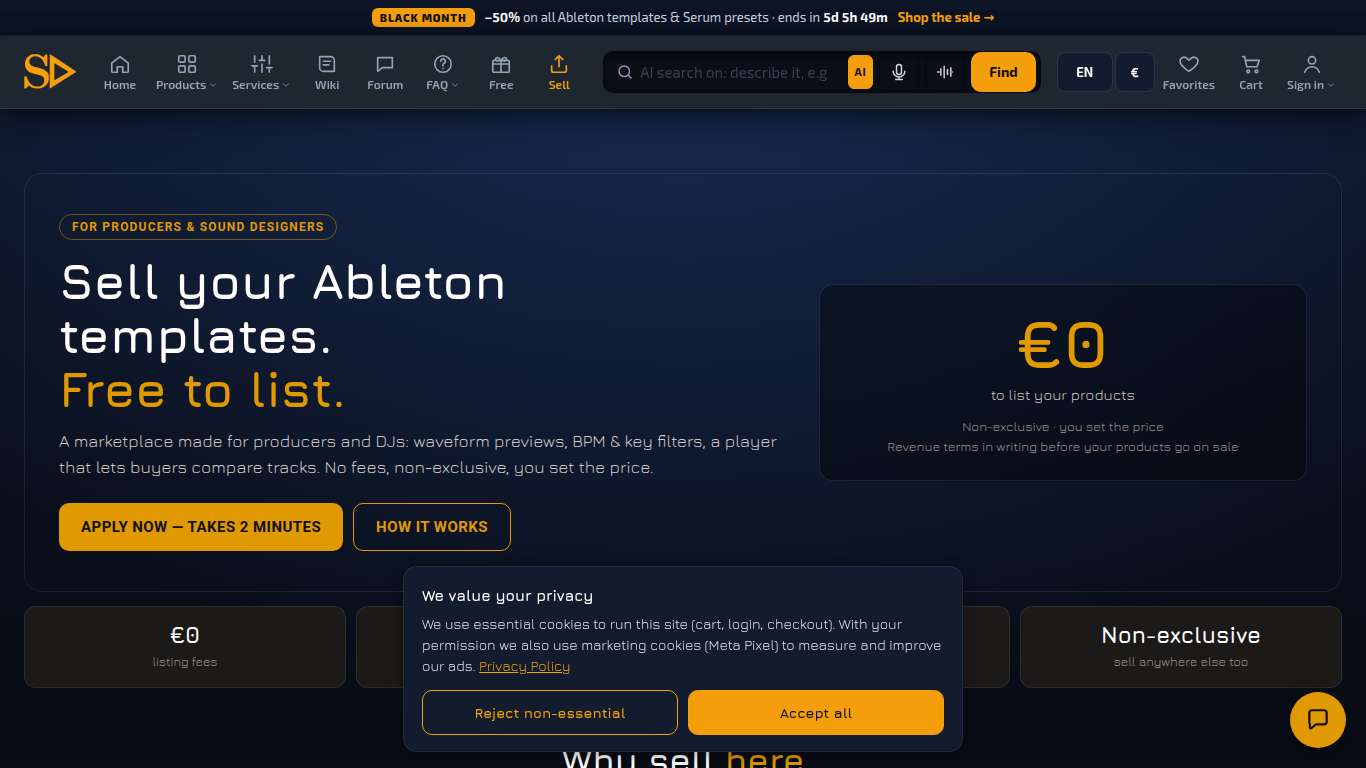 BLACK MONTH −50% on all Ableton templates & Serum presets · ends in 5d 5h 49m Shop the sale →
SD
Home
Products
Services
Wiki
Forum
FAQ
Free
Sell
AI search on: describe it, e.g
AI
Find
EN
€
Favorites
Cart
Sign in
FOR PRODUCERS & SOUND DESIGNERS
Sell your Ableton
templates.
Free to list.
A marketplace made for producers and DJs: waveform previews, BPM & key filters, a player
that lets buyers compare tracks. No fees, non-exclusive, you set the price.
APPLY NOW — TAKES 2 MINUTES
HOW IT WORKS
€0
to list your products
Non-exclusive · you set the price
Revenue terms in writing before your products go on sale
€0
listing fees
Non-exclusive
sell anywhere else too
We value your privacy
We use essential cookies to run this site (cart, login, checkout). With your
permission we also use marketing cookies (Meta Pixel) to measure and improve
our ads. Privacy Policy
Reject non-essential
Accept all
Why sell here